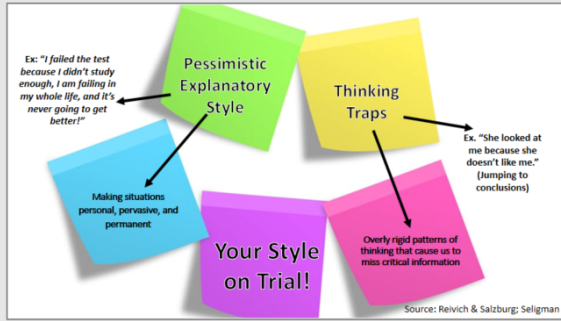 Ex: "I failed the test
because I didn't study
enough, I am failing in
my whole life, and it's
never going to get
better!"
Pessimistic
Explanatory
Style
Thinking
Traps
Ex. "She looked at
me because she
doesn't like me."
(Jumping to
conclusions)
Making situations
personal, pervasive, and
permanent
Your Style
on Trial!
Overly rigid patterns of
thinking that cause us to
miss critical information
Source: Reivich & Salzburg; Seligman